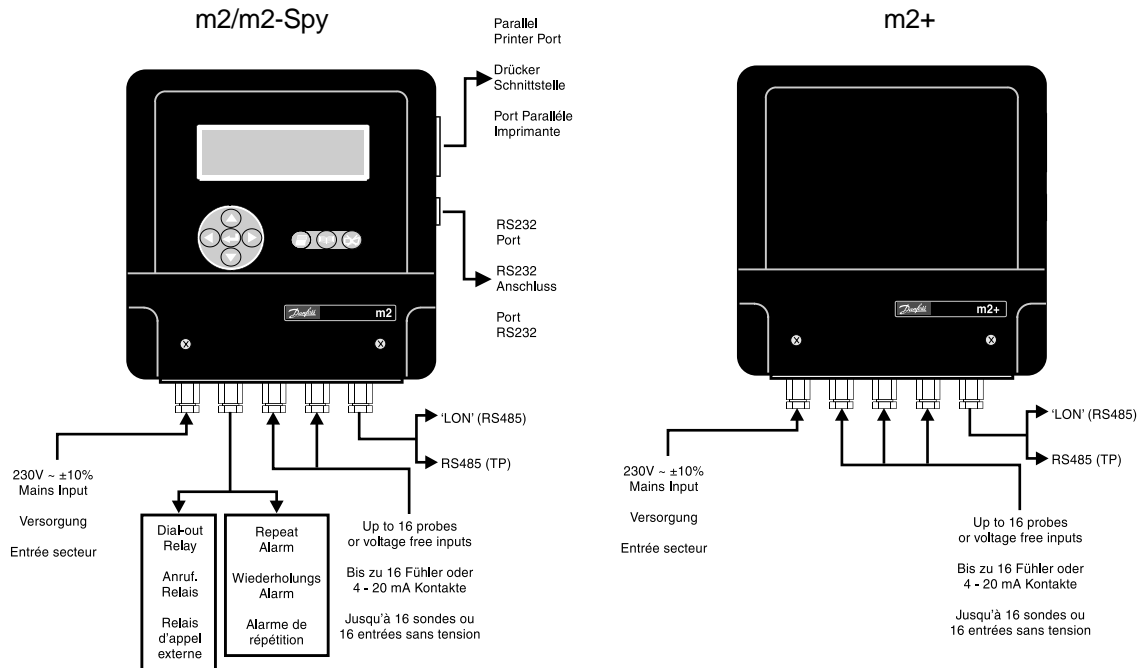 m2/m2-Spy
Parallel
Printer Port
Drücker
Schnittstelle
Port Paralléle
Imprimante
RS232
Port
RS232
Anschluss
Port
RS232
Danfoss
m2
'LON' (RS485)
RS485 (TP)
230V ~ ±10%
Mains Input
Versorgung
Entrée secteur
Dial-out
Relay
Anruf.
Relais
Relais
d'appel
externe
Repeat
Alarm
Wiederholungs
Alarm
Alarme de
répétition
Up to 16 probes
or voltage free inputs
Bis zu 16 Fühler oder
4 - 20 mA Kontakte
Jusqu'à 16 sondes ou
16 entrées sans tension
m2+
Danfoss
m2+
'LON' (RS485)
RS485 (TP)
230V ~ ±10%
Mains Input
Versorgung
Entrée secteur
Up to 16 probes
or voltage free inputs
Bis zu 16 Fühler oder
4 - 20 mA Kontakte
Jusqu'à 16 sondes ou
16 entrées sans tension